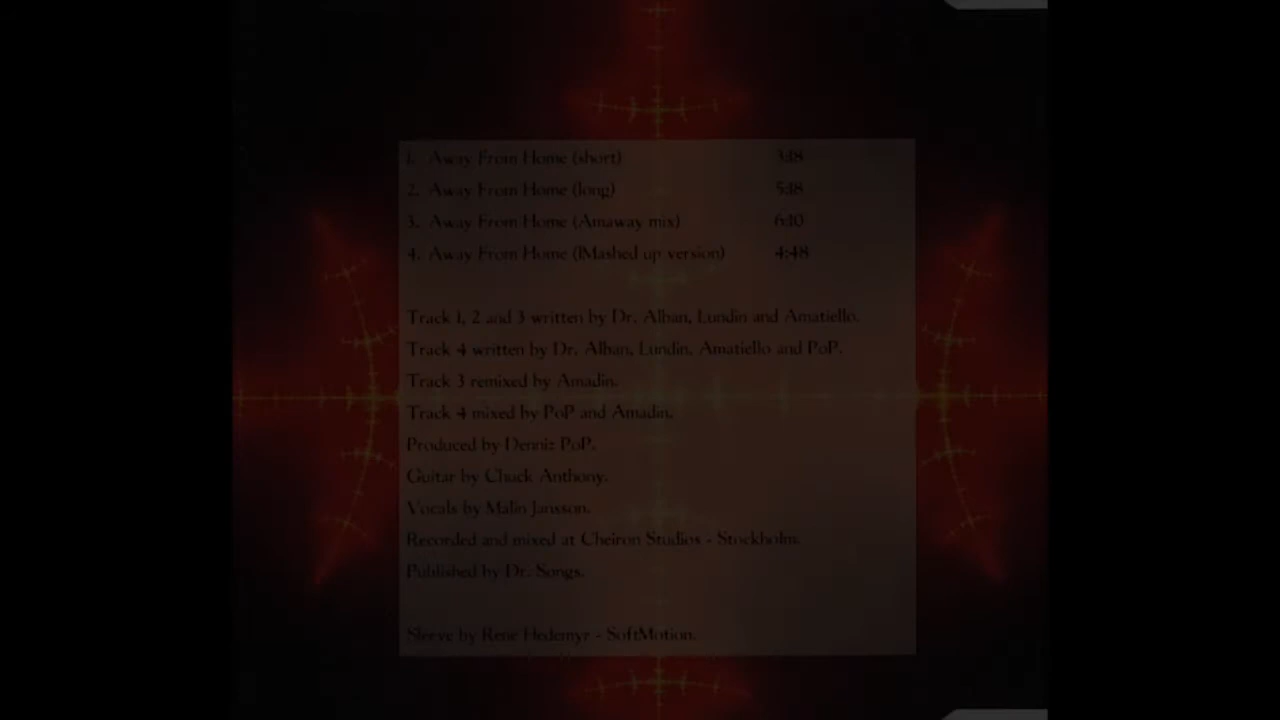 1. Away From Home (short) 3:18
2. Away From Home (long) 5:18
3. Away From Home (Amaway mix) 6:10
4. Away From Home (Mashed up version) 4:48
Track 1, 2 and 3 written by Dr. Alban, Lundin and Amatiello.
Track 4 written by Dr. Alban, Lundin, Amatiello and PoP.
Track 3 remixed by Amadin.
Track 4 mixed by PoP and Amadin.
Produced by Denniz PoP.
Guitar by Chuck Anthony.
Vocals by Malin Jansson.
Recorded and mixed at Cheiron Studios - Stockholm.
Published by Dr. Songs.
Sleeve by René Hedemyr - SoftMotion.